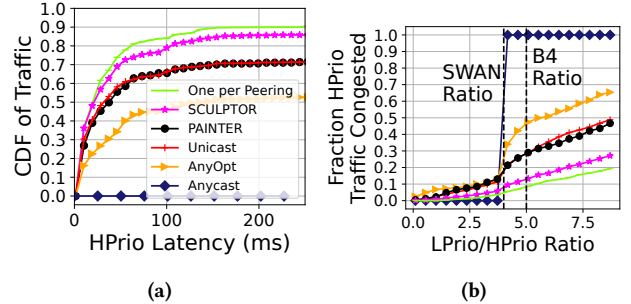 CDF of Traffic
1.0
0.9
0.8
0.7
0.6
0.5
0.4
0.3
0.2
0.1
0.0
One per Peering
SCULPTOR
PAINTER
Unicast
AnyOpt
Anycast
0
100
200
HPrio Latency (ms)
(a)
Fraction HPrio
Traffic Congested
1.0
0.9
0.8
0.7
0.6
0.5
0.4
0.3
0.2
0.1
0.0
SWAN
Ratio
B4
Ratio
0.0
2.5
5.0
7.5
LPrio/HPrio Ratio
(b)